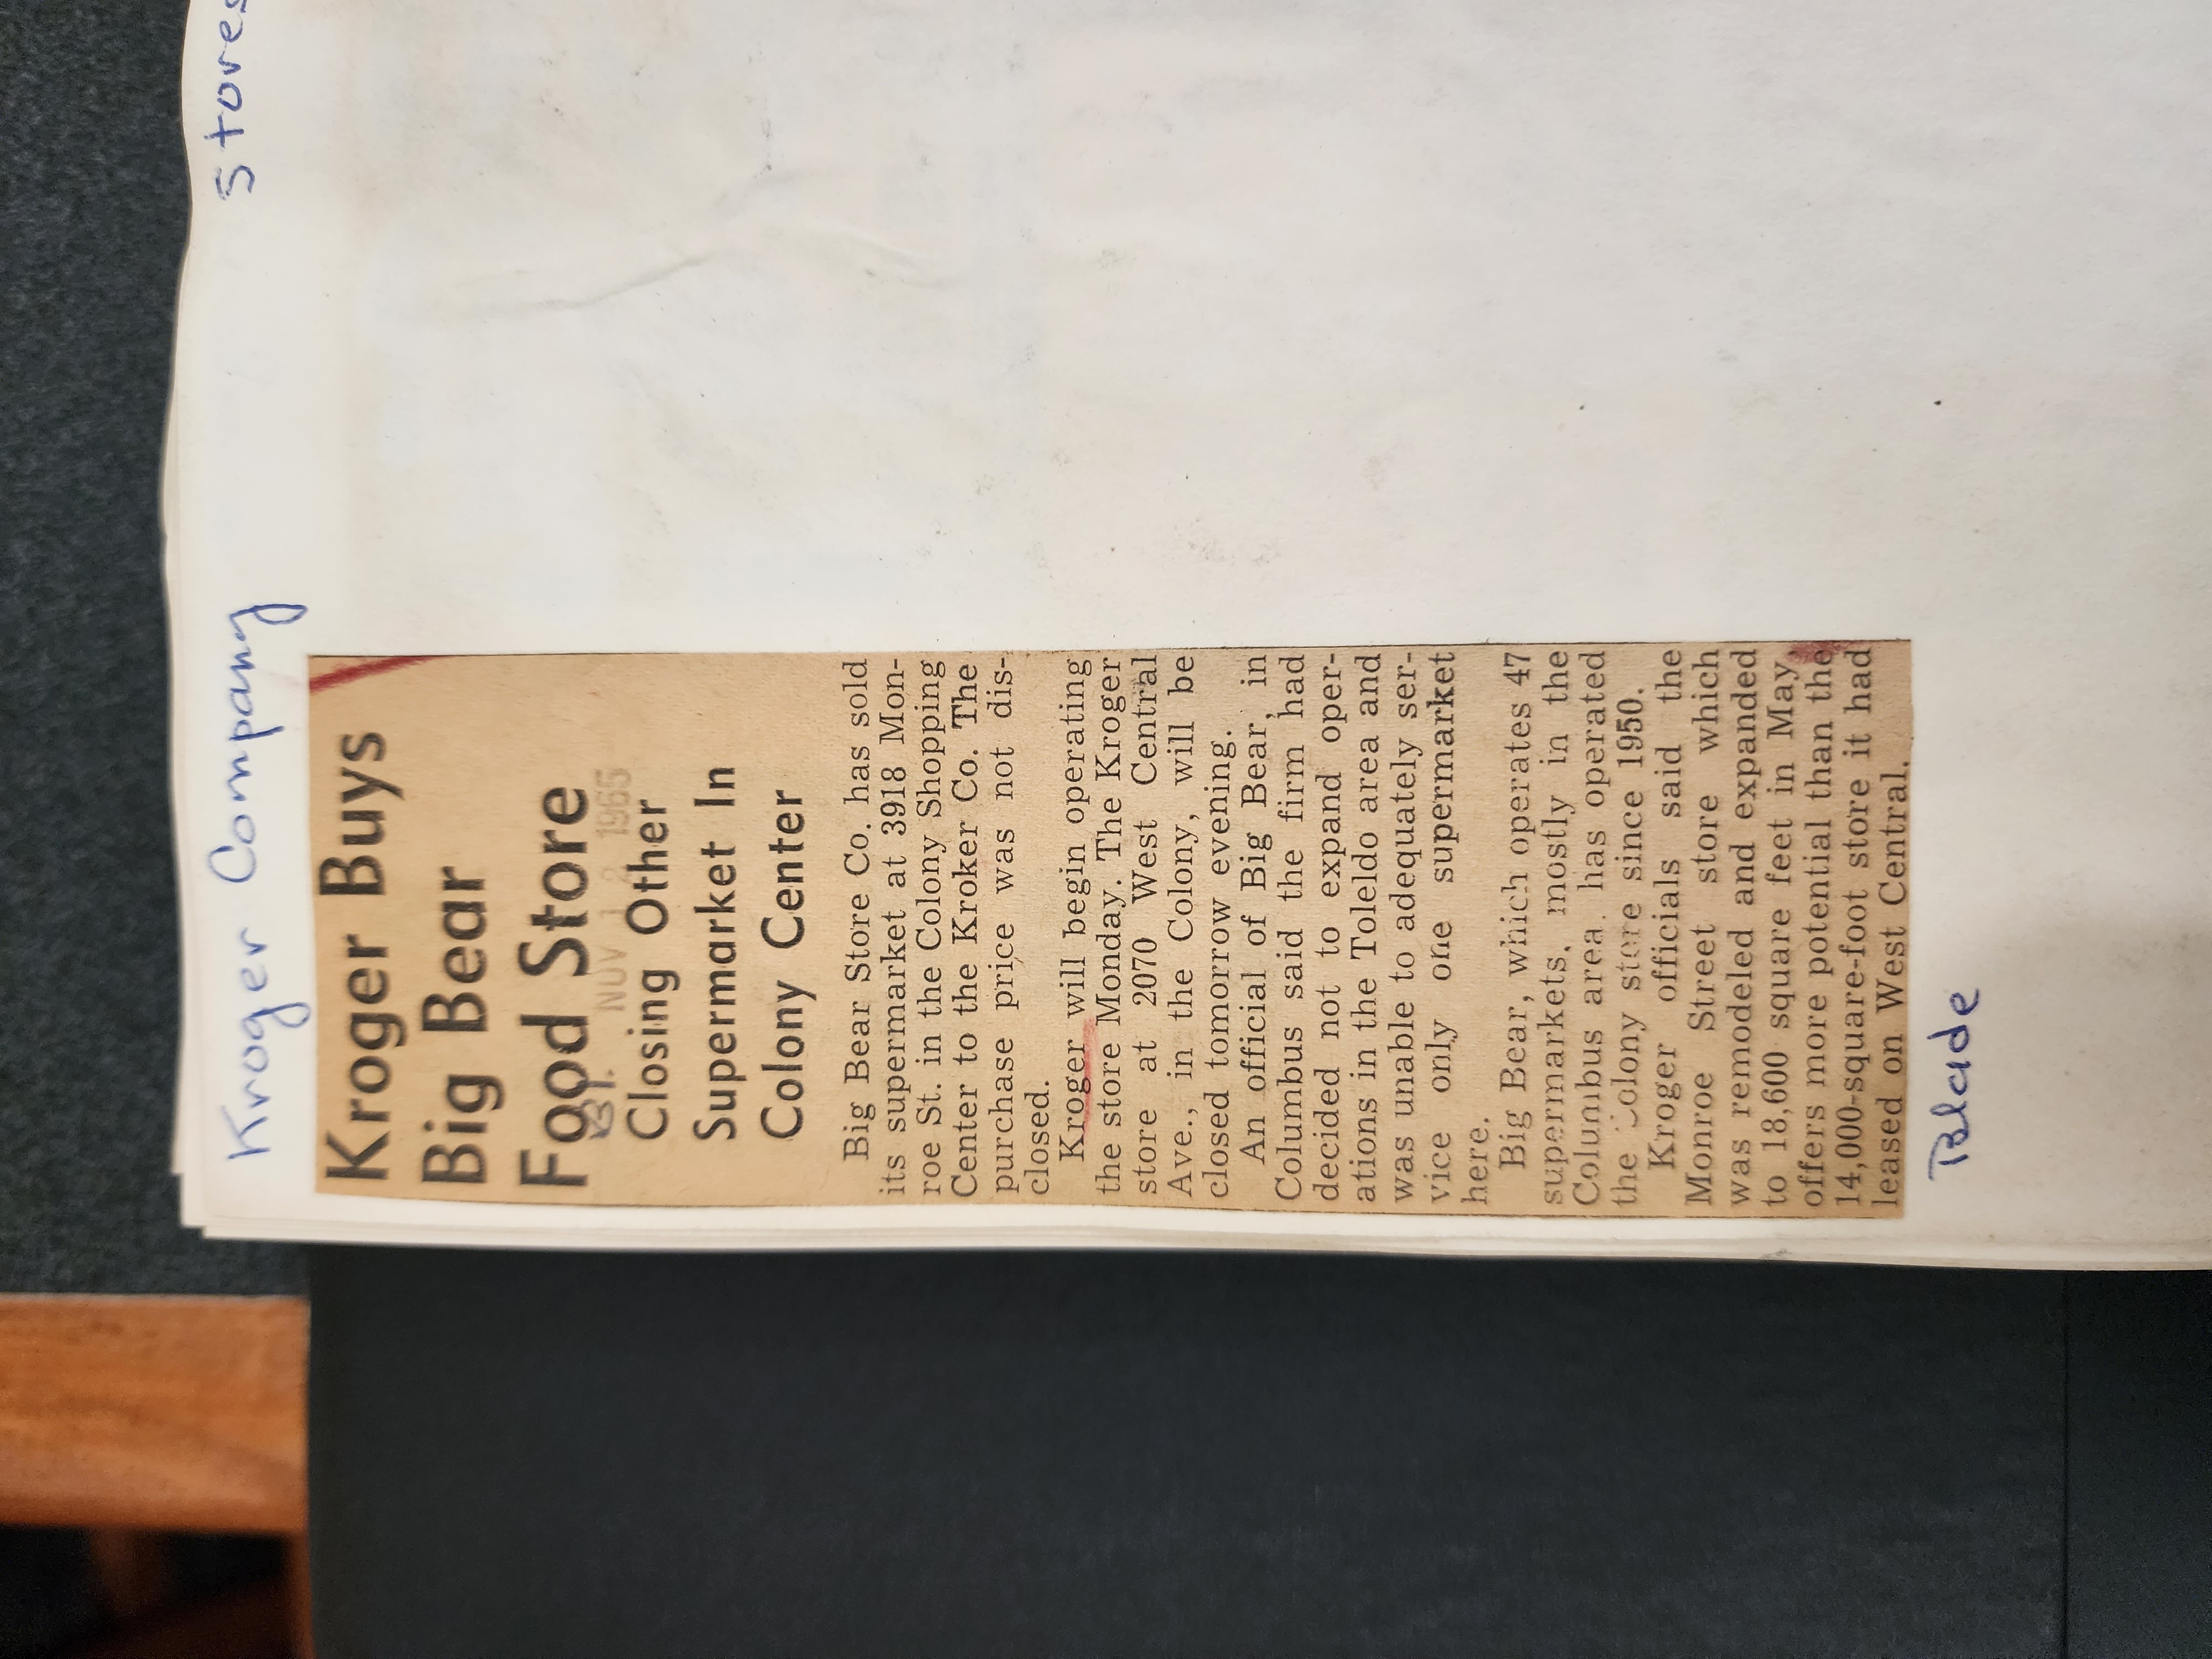 Kroger Company
Stores
Kroger Buys
Big Bear
Food Store
NOV 1965
Closing Other
Supermarket In
Colony Center
Big Bear Store Co. has sold
its supermarket at 3918 Mon-
roe St. in the Colony Shopping
Center to the Kroker Co. The
purchase price was not dis-
closed.
Kroger will begin operating
the store Monday. The Kroger
store at 2070 West Central
Ave., in the Colony, will be
closed tomorrow evening.
An official of Big Bear, in
Columbus said the firm had
decided not to expand oper-
ations in the Toleldo area and
was unable to adequately ser-
vice only one supermarket
here.
Big Bear, which operates 47
supermarkets, mostly in the
Columbus area, has operated
the Colony store since 1950.
Kroger officials said the
Monroe Street store which
was remodeled and expanded
to 18,600 square feet in May,
offers more potential than the
14,000-square-foot store it had
leased on West Central.
Blade